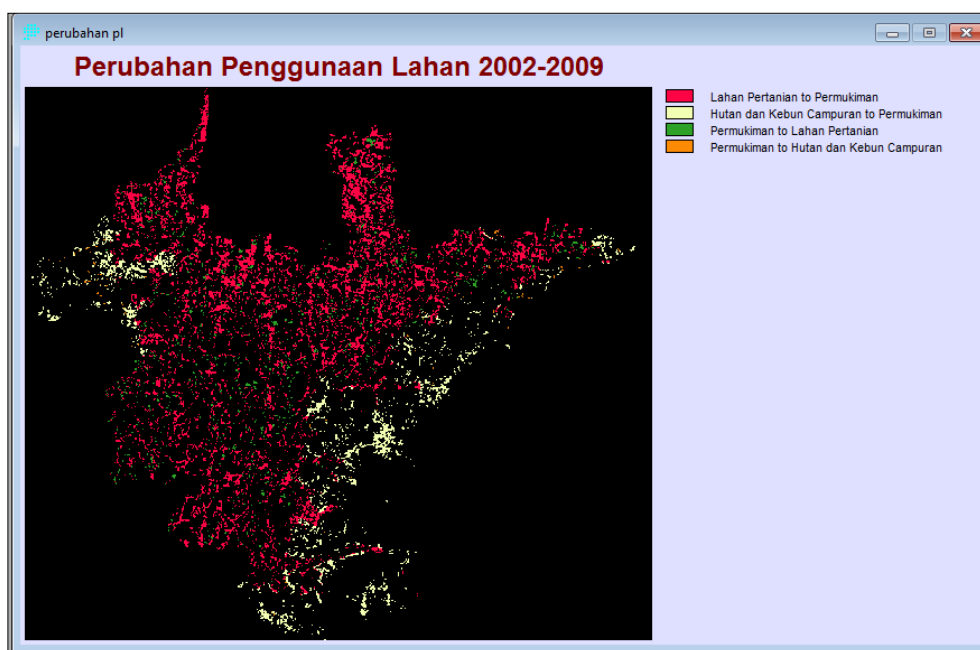 perubahan pl
Perubahan Penggunaan Lahan 2002-2009
Lahan Pertanian to Permukiman
Hutan dan Kebun Campuran to Permukiman
Permukiman to Lahan Pertanian
Permukiman to Hutan dan Kebun Campuran